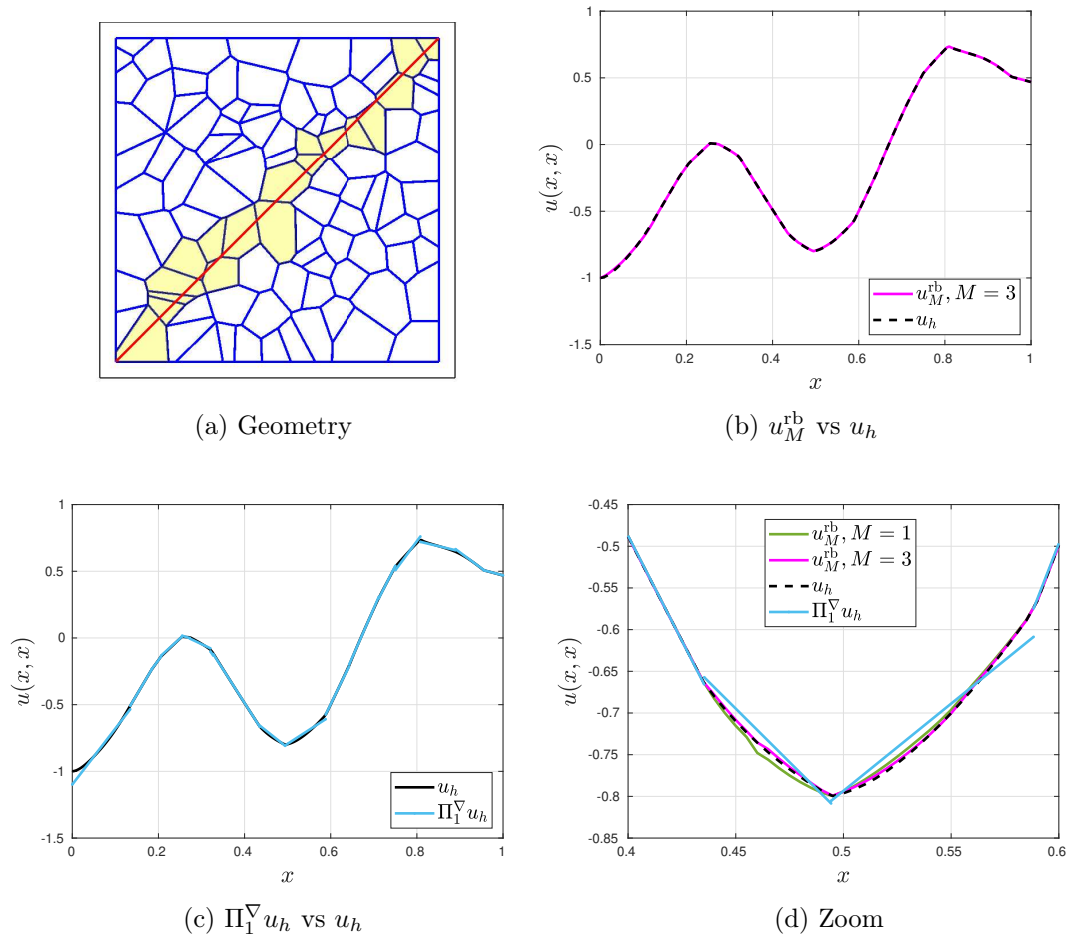 (a) Geometry
1
0.5
0
-0.5
-1
-1.5
u(x, x)
0
0.2
0.4
0.6
0.8
1
x
u_M^rb, M = 3
u_h
(b) u_M^rb vs u_h
1
0.5
0
-0.5
-1
-1.5
u(x, x)
0
0.2
0.4
0.6
0.8
1
x
u_h
Π_1^∇ u_h
(c) Π_1^∇ u_h vs u_h
-0.45
-0.5
-0.55
-0.6
-0.65
-0.7
-0.75
-0.8
-0.85
u(x, x)
0.4
0.45
0.5
0.55
0.6
x
u_M^rb, M = 1
u_M^rb, M = 3
u_h
Π_1^∇ u_h
(d) Zoom